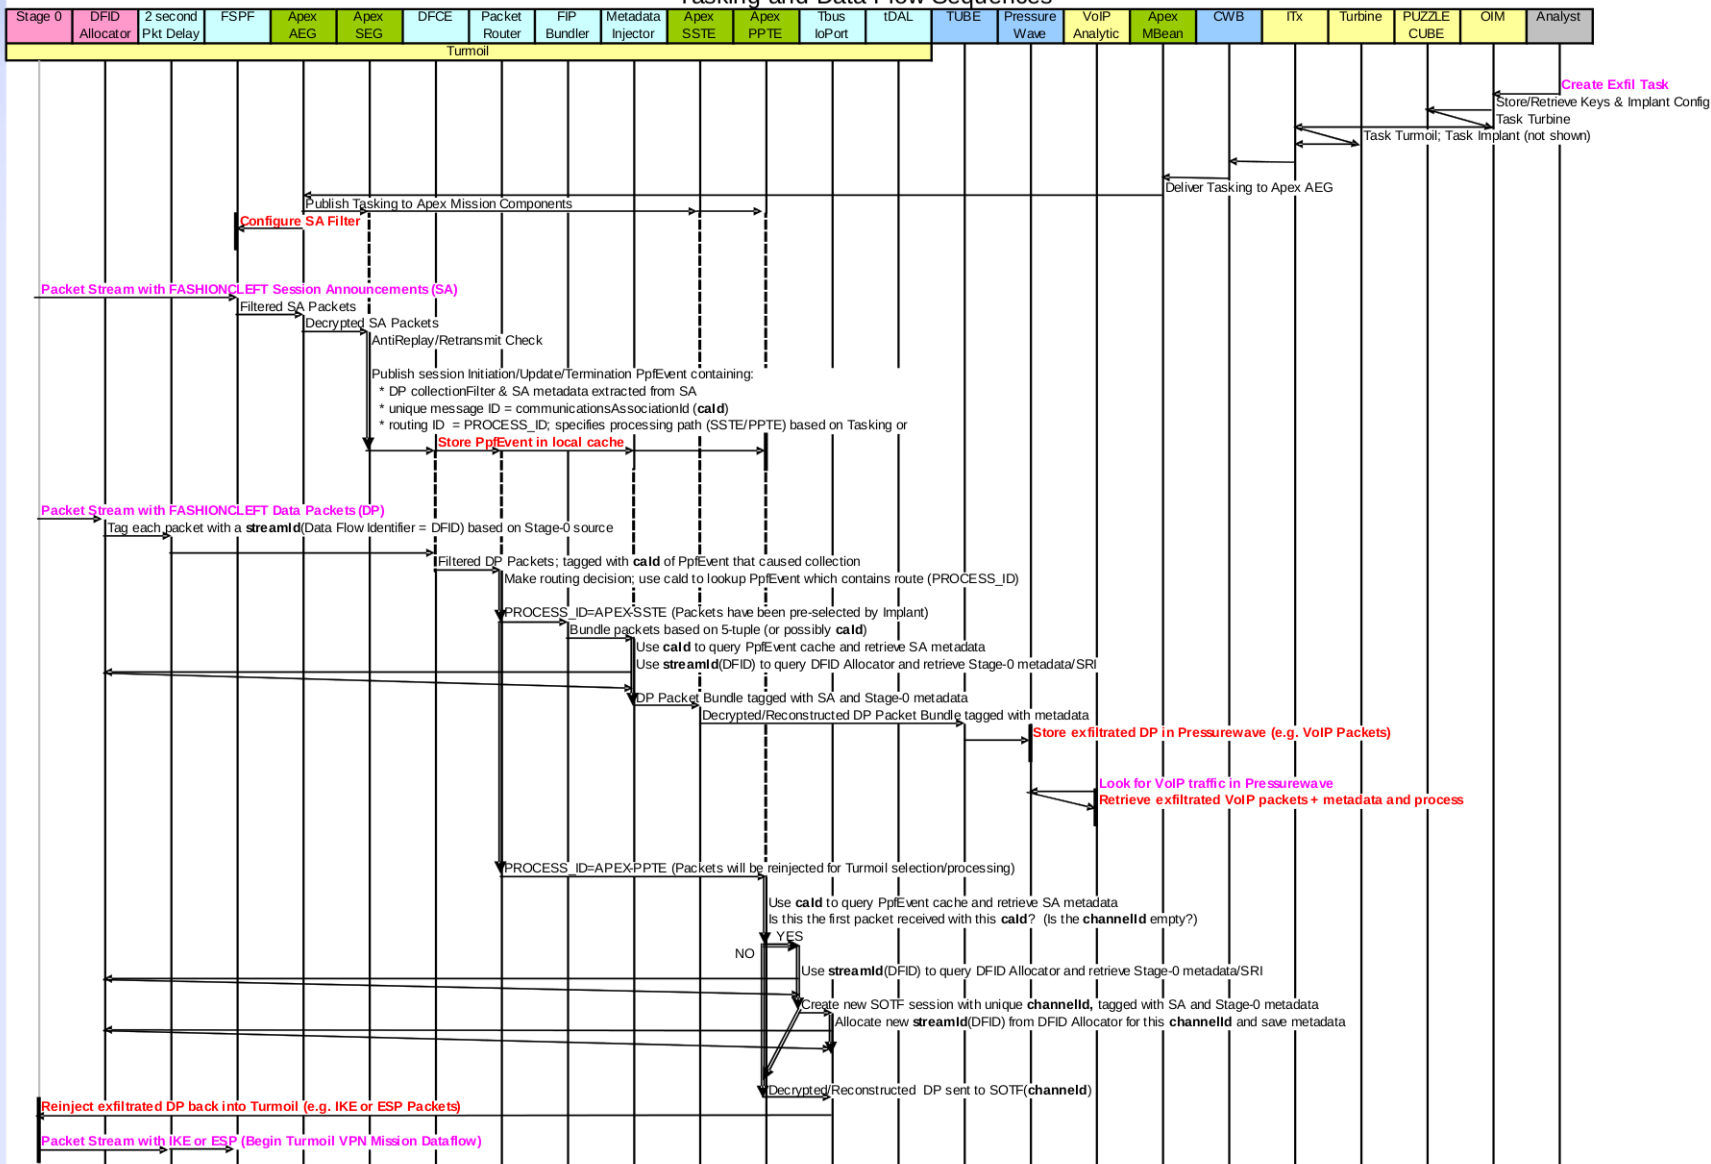 Tasking and Data Flow Sequences
Stage 0
DFID
Allocator
2 second
Pkt Delay
FSPF
Apex
AEG
Apex
SEG
DFCE
Packet
Router
FIP
Bundler
Metadata
Injector
Apex
SSTE
Apex
PPTE
Tbus
IoPort
tDAL
TUBE
Pressure
Wave
VoIP
Analytic
Apex
MBean
CWB
ITx
Turbine
PUZZLE
CUBE
OIM
Analyst
Turmoil
Create Exfil Task
Store/Retrieve Keys & Implant Config
Task Turbine
Task Turmoil; Task Implant (not shown)
Deliver Tasking to Apex AEG
Publish Tasking to Apex Mission Components
Configure SA Filter
Packet Stream with FASHIONCLEFT Session Announcements (SA)
Filtered SA Packets
Decrypted SA Packets
AntiReplay/Retransmit Check
Publish session Initiation/Update/Termination PpfEvent containing:
* DP collectionFilter & SA metadata extracted from SA
* unique message ID = communicationsAssociationId (caId)
* routing ID = PROCESS_ID; specifies processing path (SSTE/PPTE) based on Tasking or
Store PpfEvent in local cache
Packet Stream with FASHIONCLEFT Data Packets (DP)
Tag each packet with a streamId(Data Flow Identifier = DFID) based on Stage-0 source
Filtered DP Packets; tagged with caId of PpfEvent that caused collection
Make routing decision; use caId to lookup PpfEvent which contains route (PROCESS_ID)
PROCESS_ID=APEX-SSTE (Packets have been pre-selected by Implant)
Bundle packets based on 5-tuple (or possibly caId)
Use caId to query PpfEvent cache and retrieve SA metadata
Use streamId(DFID) to query DFID Allocator and retrieve Stage-0 metadata/SRI
DP Packet Bundle tagged with SA and Stage-0 metadata
Decrypted/Reconstructed DP Packet Bundle tagged with metadata
Store exfiltrated DP in Pressurewave (e.g. VoIP Packets)
Look for VoIP traffic in Pressurewave
Retrieve exfiltrated VoIP packets + metadata and process
PROCESS_ID=APEX-PPTE (Packets will be reinjected for Turmoil selection/processing)
Use caId to query PpfEvent cache and retrieve SA metadata
Is this the first packet received with this caId? (Is the channelId empty?)
YES
NO
Use streamId(DFID) to query DFID Allocator and retrieve Stage-0 metadata/SRI
Create new SOTF session with unique channelId, tagged with SA and Stage-0 metadata
Allocate new streamId(DFID) from DFID Allocator for this channelId and save metadata
Decrypted/Reconstructed DP sent to SOTF(channeld)
Reinject exfiltrated DP back into Turmoil (e.g. IKE or ESP Packets)
Packet Stream with IKE or ESP (Begin Turmoil VPN Mission Dataflow)